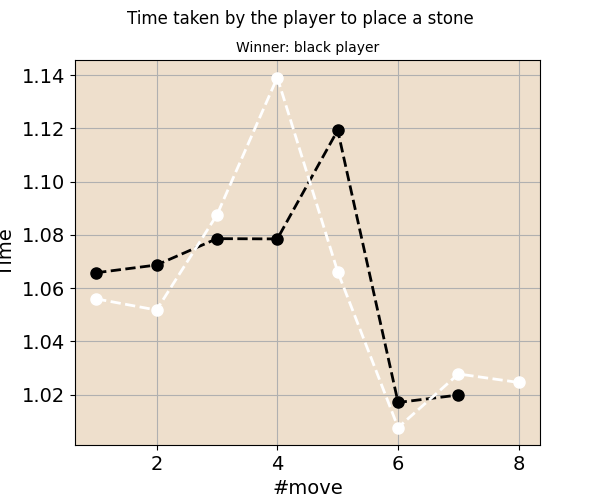 Time taken by the player to place a stone
Winner: black player
1.14
1.12
1.10
1.08
1.06
1.04
1.02
Time
2 4 6 8
#move